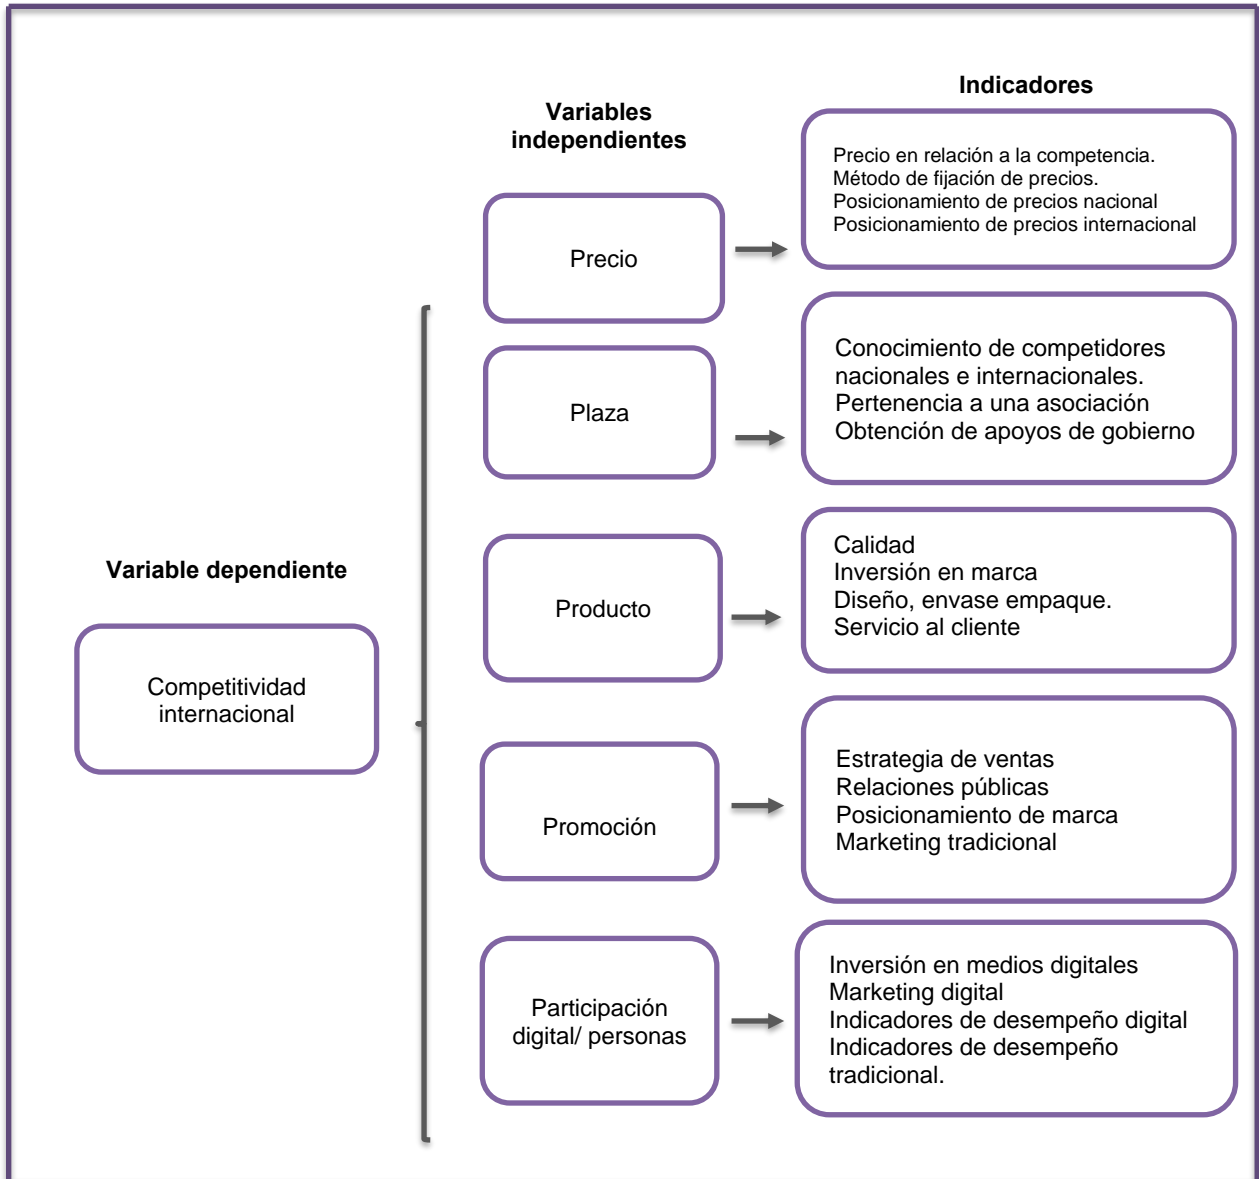 Indicadores
Variables
independientes
Precio en relación a la competencia.
Método de fijación de precios.
Posicionamiento de precios nacional
Posicionamiento de precios internacional
Precio
Conocimiento de competidores
nacionales e internacionales.
Pertenencia a una asociación
Obtención de apoyos de gobierno
Plaza
Variable dependiente
Calidad
Inversión en marca
Diseño, envase empaque.
Servicio al cliente
Producto
Competitividad
internacional
Estrategia de ventas
Relaciones públicas
Posicionamiento de marca
Marketing tradicional
Promoción
Participación
digital/ personas
Inversión en medios digitales
Marketing digital
Indicadores de desempeño digital
Indicadores de desempeño
tradicional.